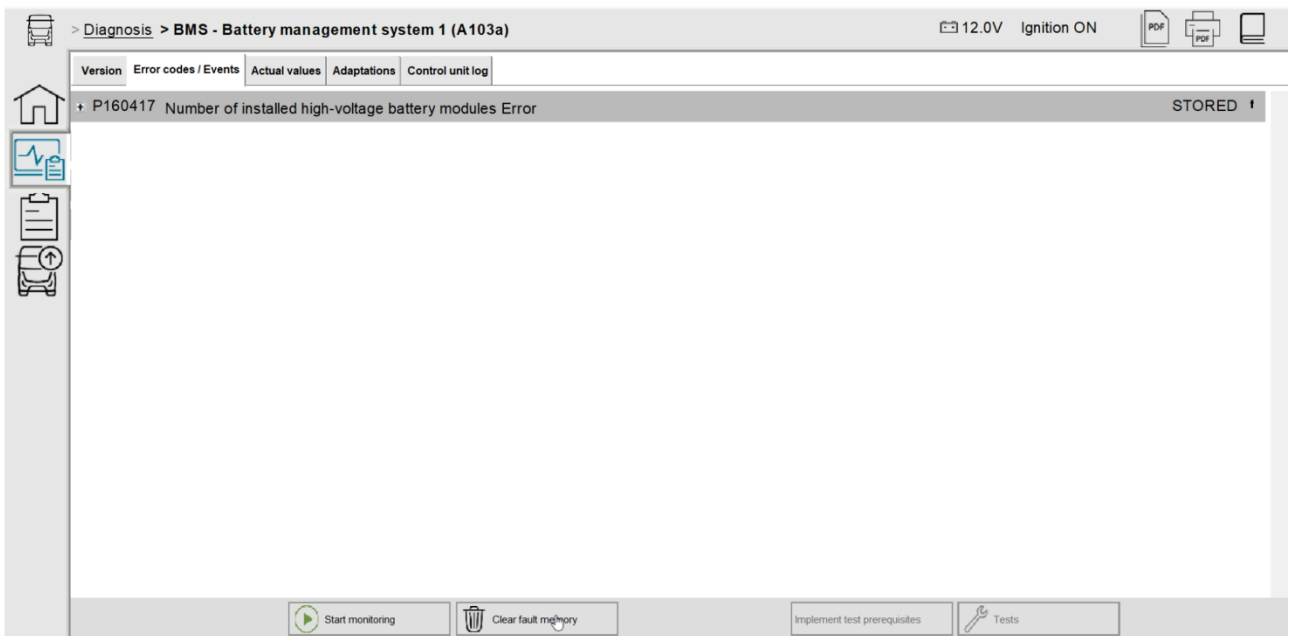 > Diagnosis > BMS - Battery management system 1 (A103a) 12.0V Ignition ON PDF PDF
Version Error codes / Events Actual values Adaptations Control unit log
P160417 Number of installed high-voltage battery modules Error STORED
Start monitoring Clear fault memory Implement test prerequisites Tests